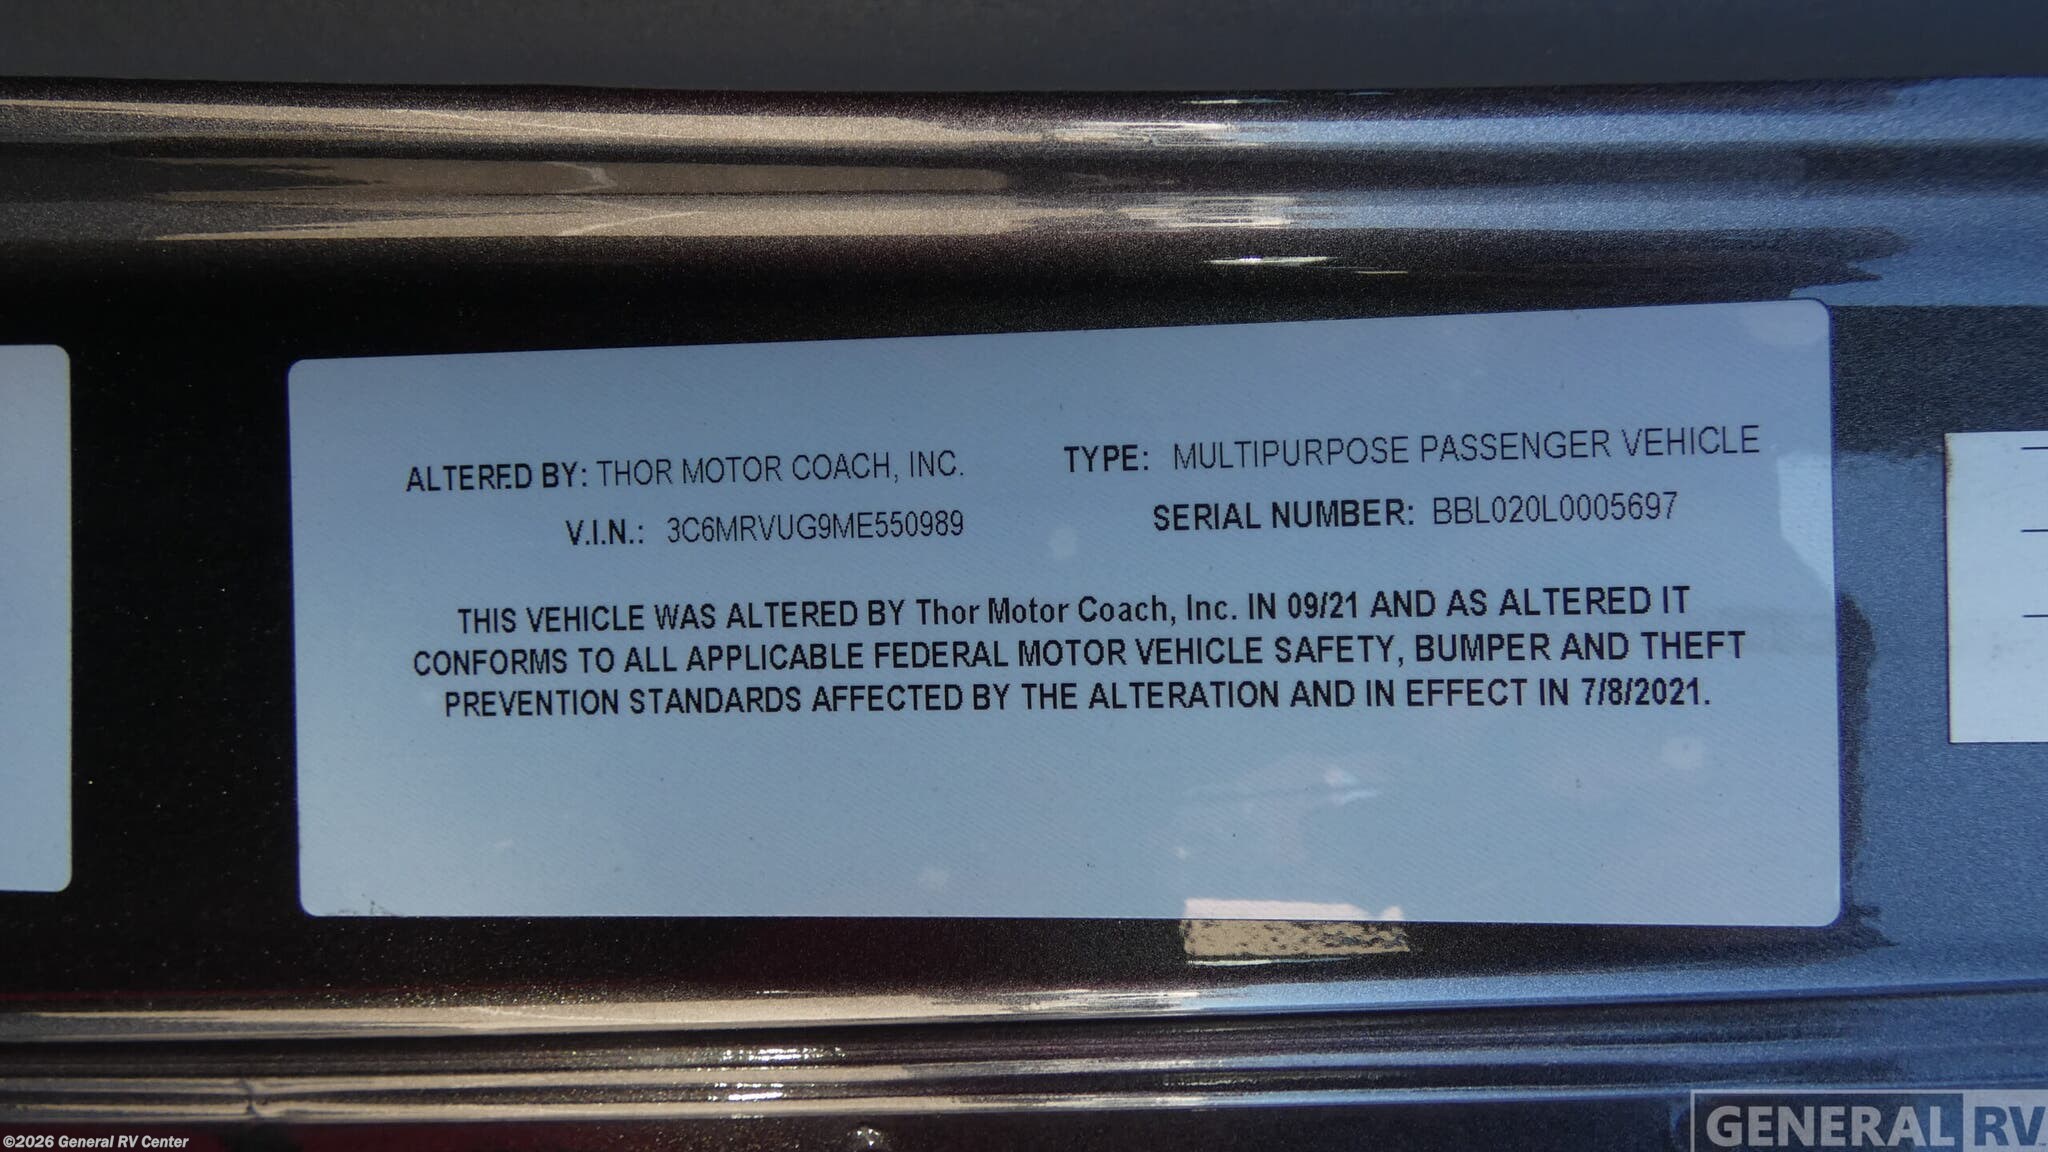 ALTERED BY: THOR MOTOR COACH, INC.
TYPE: MULTIPURPOSE PASSENGER VEHICLE
V.I.N.: 3C6MRVUG9ME550989
SERIAL NUMBER: BBL020L0005697
THIS VEHICLE WAS ALTERED BY Thor Motor Coach, Inc. IN 09/21 AND AS ALTERED IT
CONFORMS TO ALL APPLICABLE FEDERAL MOTOR VEHICLE SAFETY, BUMPER AND THEFT
PREVENTION STANDARDS AFFECTED BY THE ALTERATION AND IN EFFECT IN 7/8/2021.
©2026 General RV Center
GENERAL RV